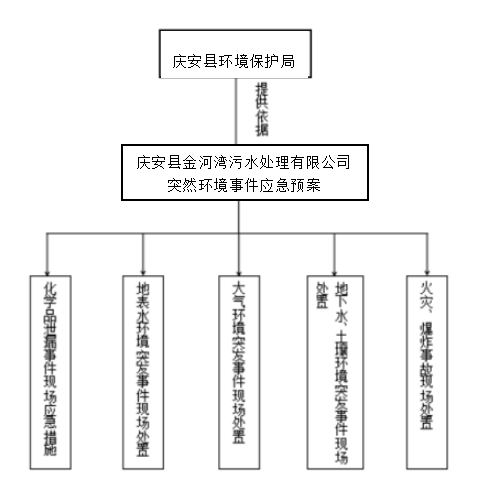 庆安县环境保护局
提供依据
庆安县金河湾污水处理有限公司
突然环境事件应急预案
化学品泄漏事件现场应急措施
地表水环境突发事件现场处置
大气环境突发事件现场处置
地下水、土壤环境突发事件现场
处置
火灾、爆炸事故现场处置